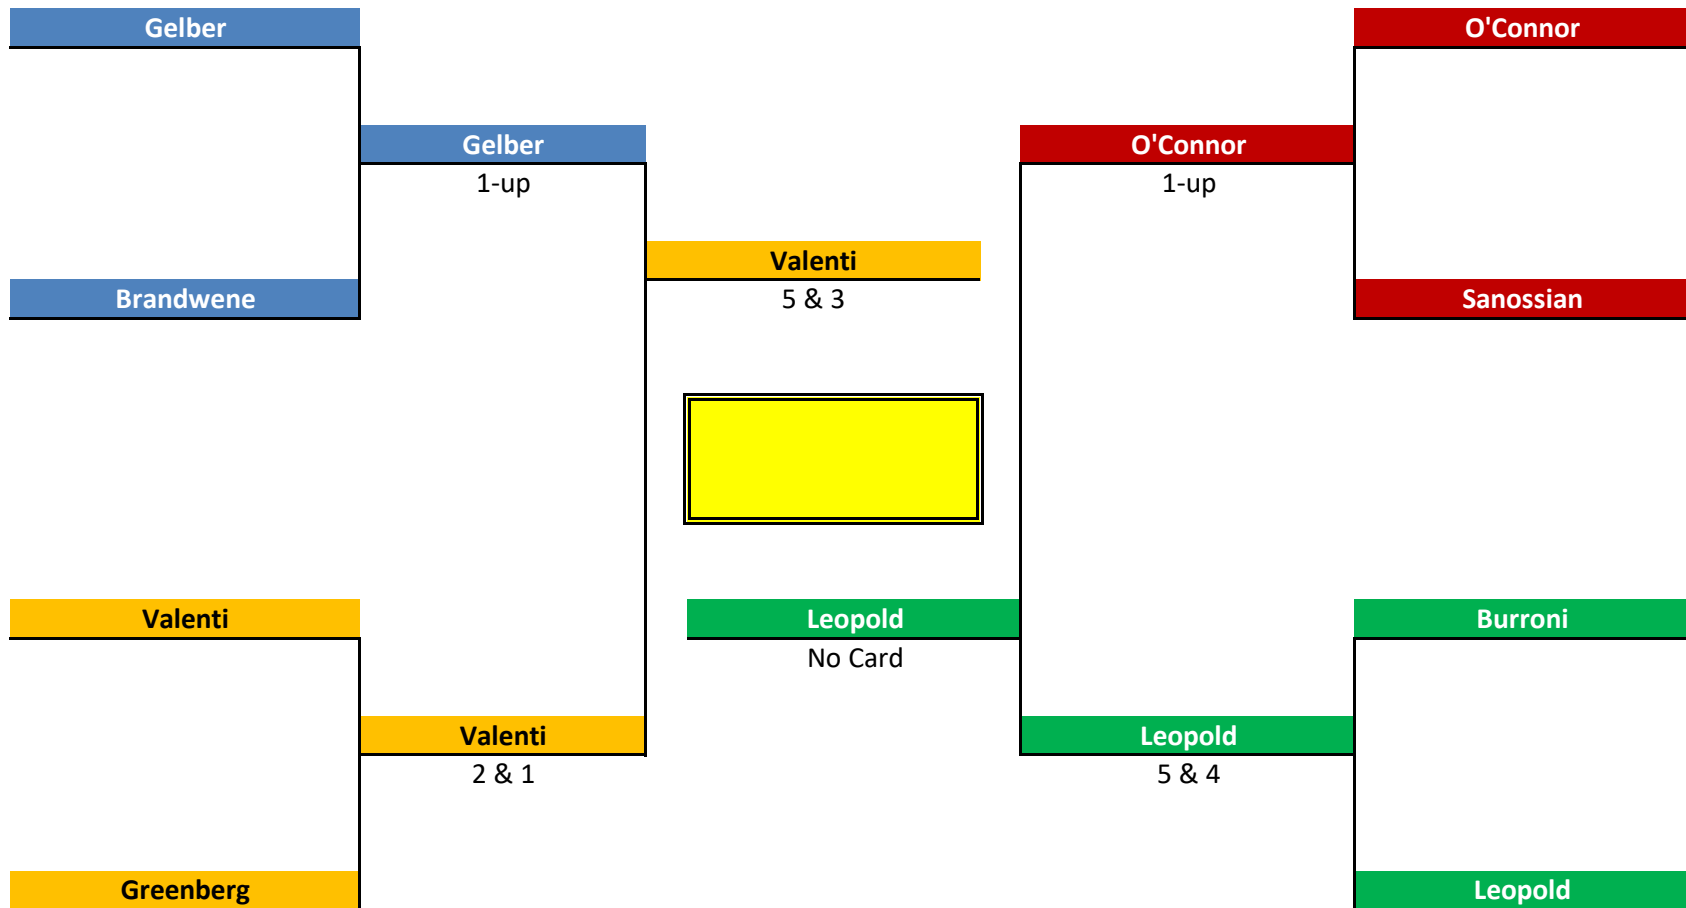 Gelber
O'Connor
Gelber
O'Connor
1-up
1-up
Valenti
Brandwene
5 & 3
Sanossian
Valenti
Leopold
Burroni
No Card
Valenti
Leopold
2 & 1
5 & 4
Greenberg
Leopold